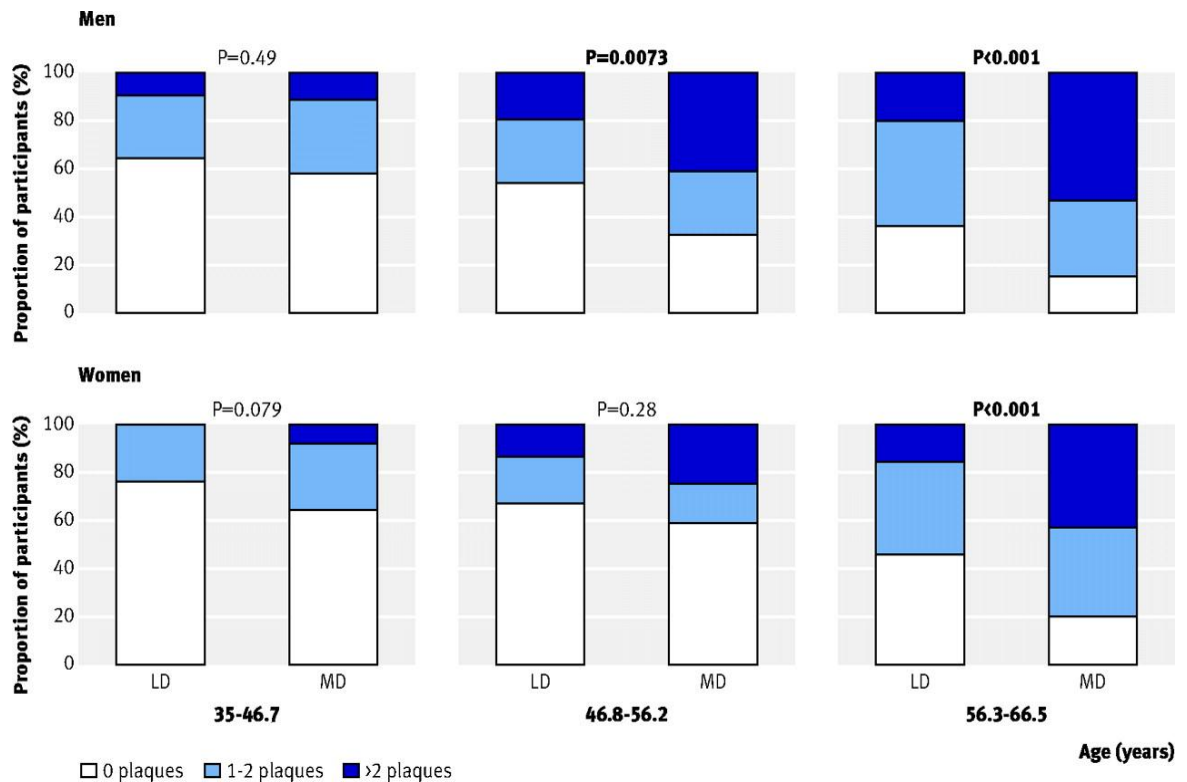 Men
P=0.49 P=0.0073 P<0.001
Proportion of participants (%)
100
80
60
40
20
0
Women
P=0.079 P=0.28 P<0.001
Proportion of participants (%)
100
80
60
40
20
0
LD MD LD MD LD MD
35-46.7 46.8-56.2 56.3-66.5
Age (years)
0 plaques 1-2 plaques >2 plaques